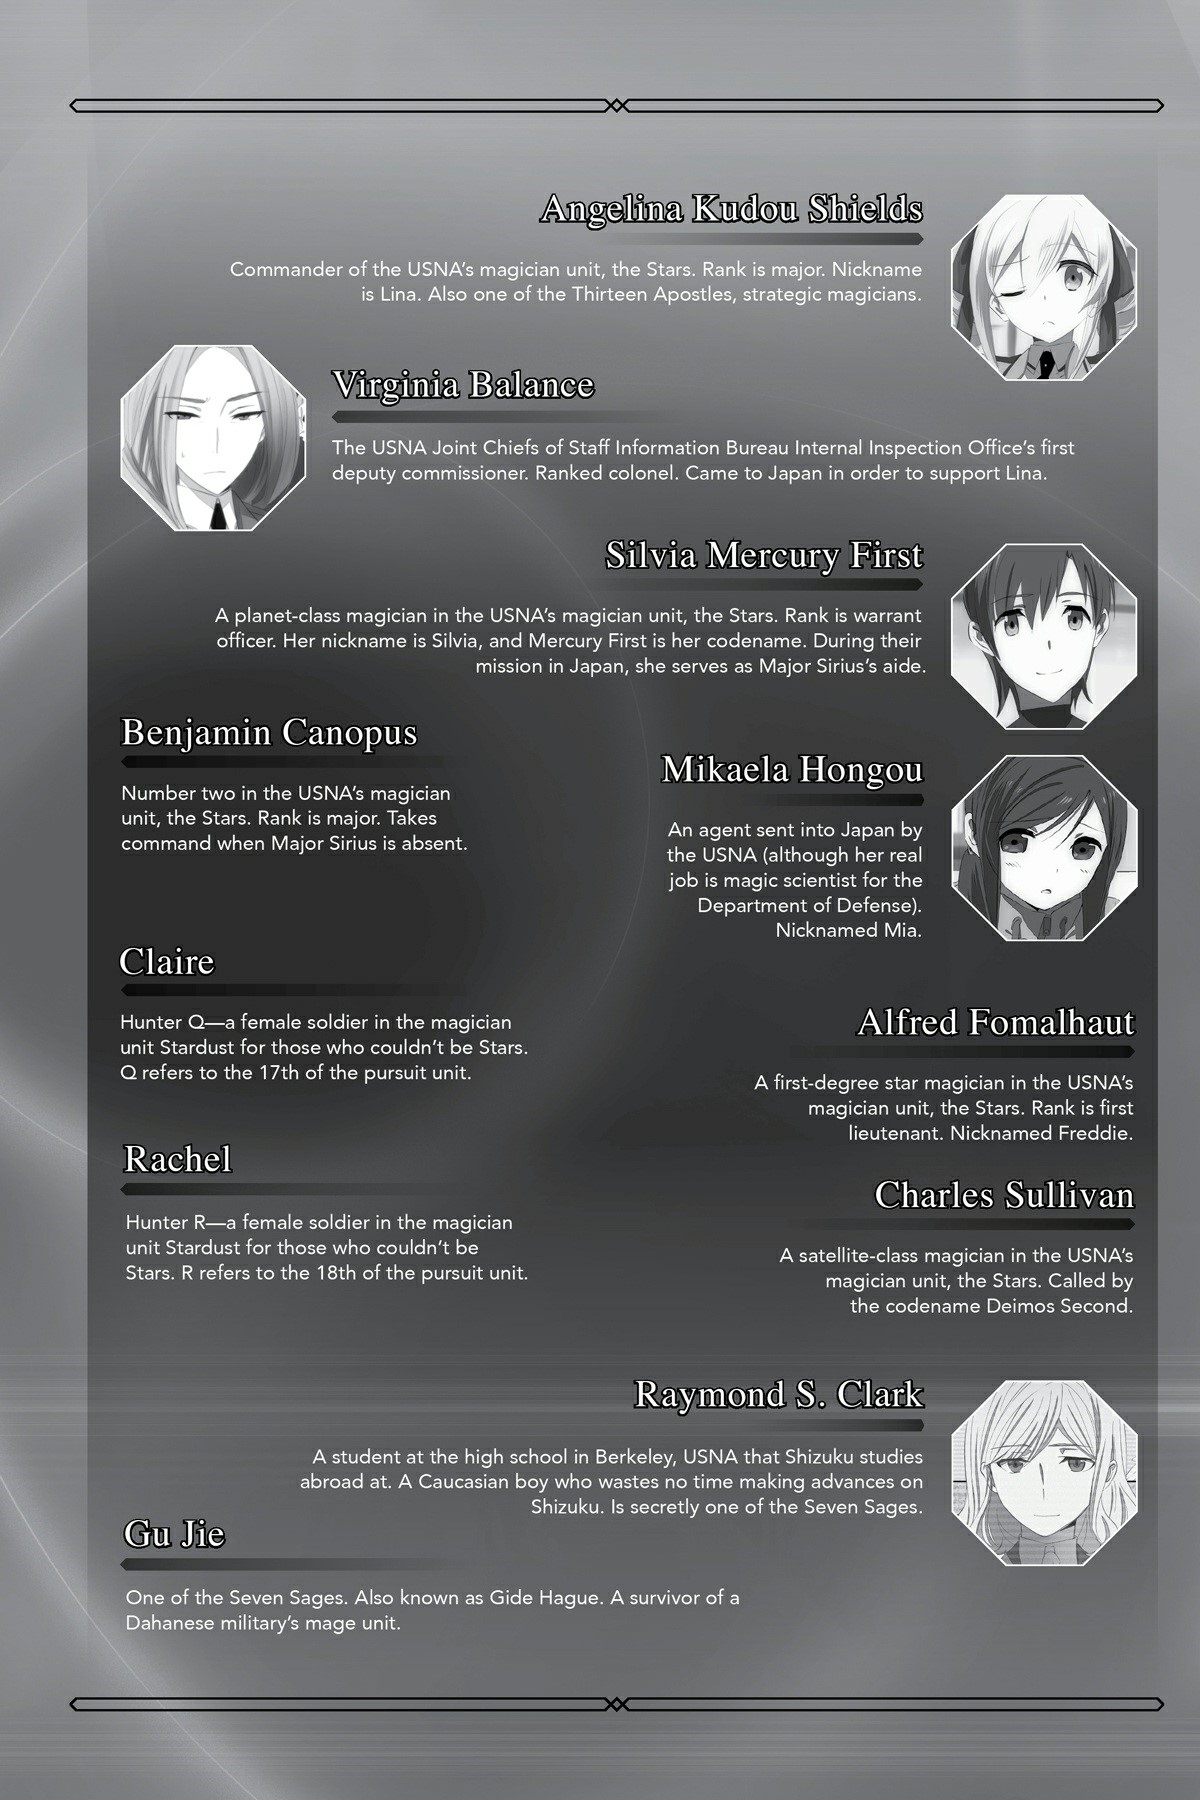 Angelina Kudou Shields
Commander of the USNA's magician unit, the Stars. Rank is major. Nickname
is Lina. Also one of the Thirteen Apostles, strategic magicians.
Virginia Balance
The USNA Joint Chiefs of Staff Information Bureau Internal Inspection Office's first
deputy commissioner. Ranked colonel. Came to Japan in order to support Lina.
Silvia Mercury First
A planet-class magician in the USNA's magician unit, the Stars. Rank is warrant
officer. Her nickname is Silvia, and Mercury First is her codename. During their
mission in Japan, she serves as Major Sirius's aide.
Benjamin Canopus
Number two in the USNA's magician
unit, the Stars. Rank is major. Takes
command when Major Sirius is absent.
Mikaela Hongou
An agent sent into Japan by
the USNA (although her real
job is magic scientist for the
Department of Defense).
Nicknamed Mia.
Claire
Hunter Q—a female soldier in the magician
unit Stardust for those who couldn't be Stars.
Q refers to the 17th of the pursuit unit.
Alfred Fomalhaut
A first-degree star magician in the USNA's
magician unit, the Stars. Rank is first
lieutenant. Nicknamed Freddie.
Rachel
Hunter R—a female soldier in the magician
unit Stardust for those who couldn't be
Stars. R refers to the 18th of the pursuit unit.
Charles Sullivan
A satellite-class magician in the USNA's
magician unit, the Stars. Called by
the codename Deimos Second.
Raymond S. Clark
A student at the high school in Berkeley, USNA that Shizuku studies
abroad at. A Caucasian boy who wastes no time making advances on
Shizuku. Is secretly one of the Seven Sages.
Gu Jie
One of the Seven Sages. Also known as Gide Hague. A survivor of a
Dahanese military's mage unit.